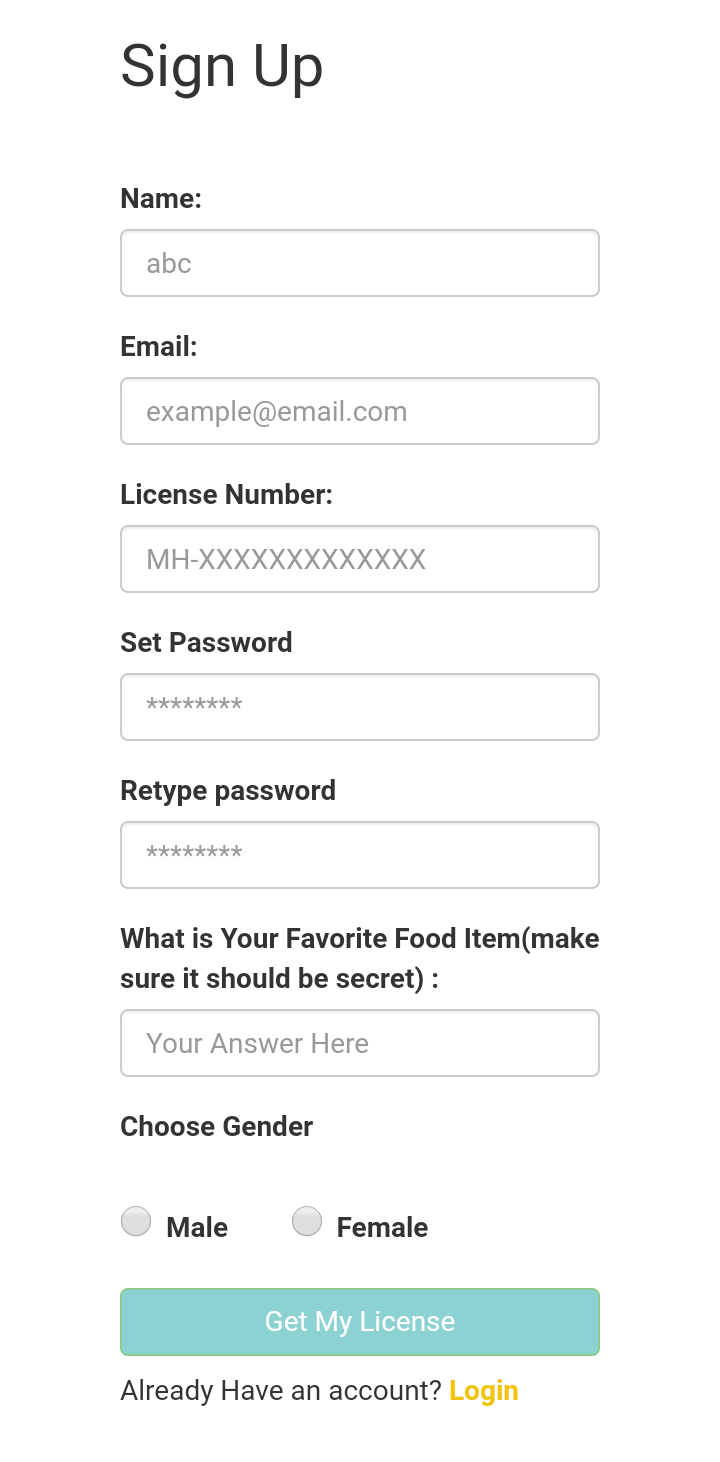 Sign Up
Name:
abc
Email:
example@email.com
License Number:
MH-XXXXXXXXXXXXX
Set Password
********
Retype password
********
What is Your Favorite Food Item(make
sure it should be secret) :
Your Answer Here
Choose Gender
Male Female
Get My License
Already Have an account? Login